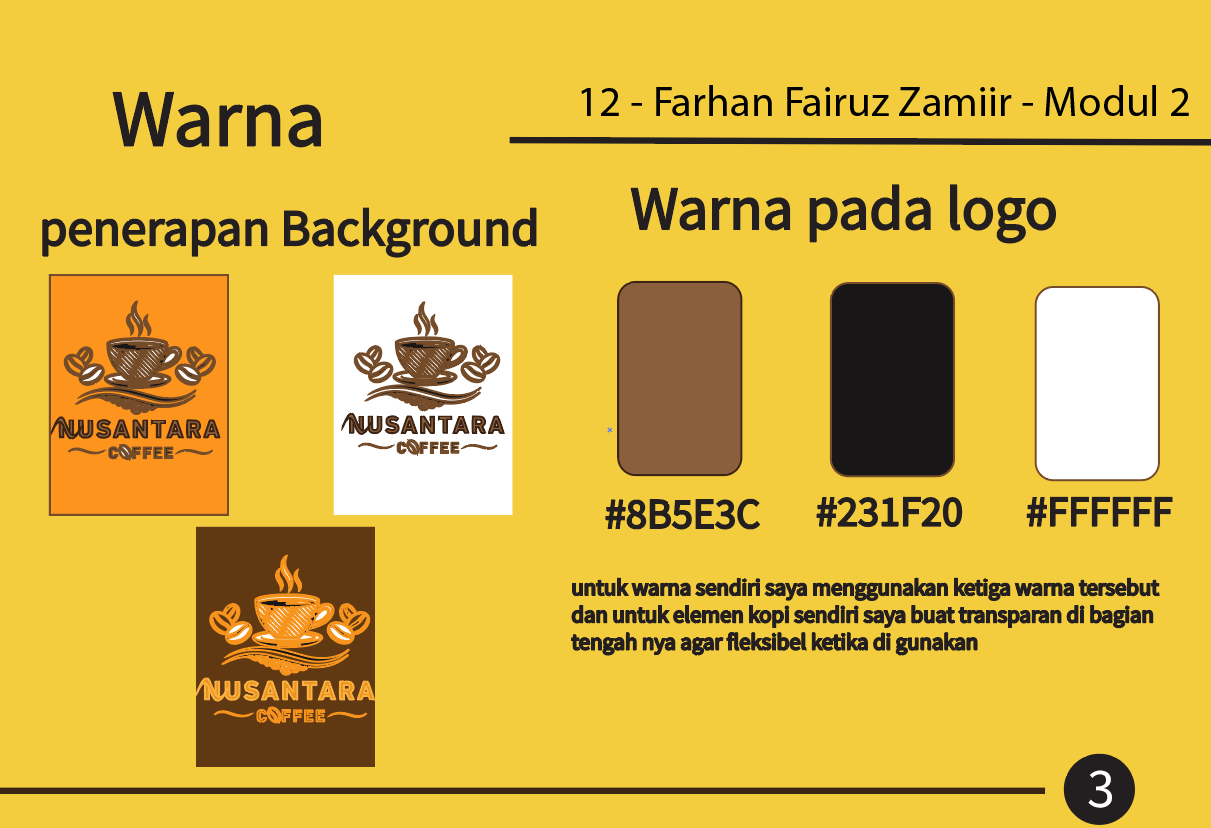 Warna
12 - Farhan Fairuz Zamiir - Modul 2
penerapan Background
NUSANTARA
COFFEE
NUSANTARA
COFFEE
NUSANTARA
COFFEE
Warna pada logo
#8B5E3C
#231F20
#FFFFFF
untuk warna sendiri saya menggunakan ketiga warna tersebut
dan untuk elemen kopi sendiri saya buat transparan di bagian
tengah nya agar fleksibel ketika di gunakan
3